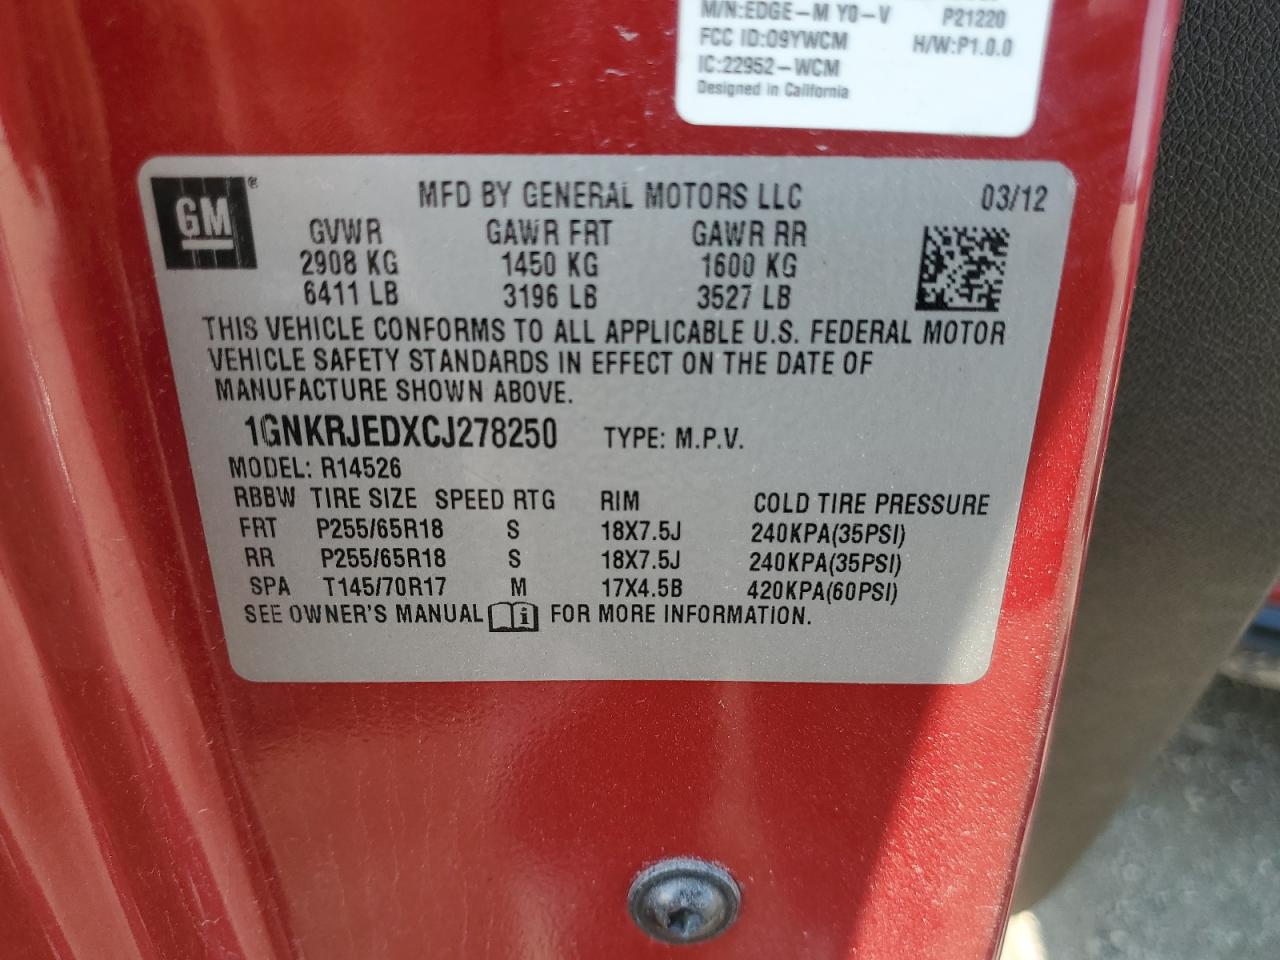 M/N:EDGE-M Y0-V P21220
FCC ID:O9YWCM H/W:P1.0.0
IC:22952-WCM
Designed in California
GM® MFD BY GENERAL MOTORS LLC 03/12
GVWR GAWR FRT GAWR RR
2908 KG 1450 KG 1600 KG
6411 LB 3196 LB 3527 LB
THIS VEHICLE CONFORMS TO ALL APPLICABLE U.S. FEDERAL MOTOR
VEHICLE SAFETY STANDARDS IN EFFECT ON THE DATE OF
MANUFACTURE SHOWN ABOVE.
1GNKRJEDXCJ278250 TYPE: M.P.V.
MODEL: R14526
RBBW TIRE SIZE SPEED RTG RIM COLD TIRE PRESSURE
FRT P255/65R18 S 18X7.5J 240KPA(35PSI)
RR P255/65R18 S 18X7.5J 240KPA(35PSI)
SPA T145/70R17 M 17X4.5B 420KPA(60PSI)
SEE OWNER'S MANUAL i FOR MORE INFORMATION.